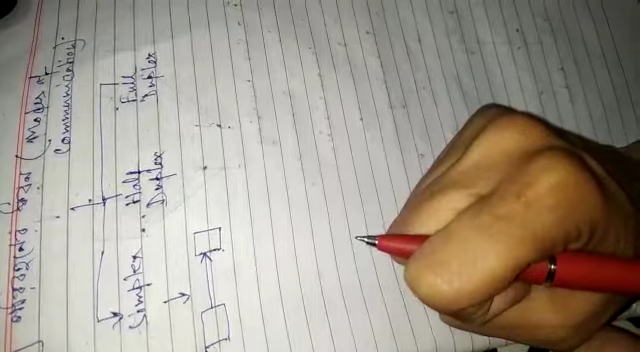 (Modes of
Communication)
Simplex
Half
Duplex
Full
Duplex